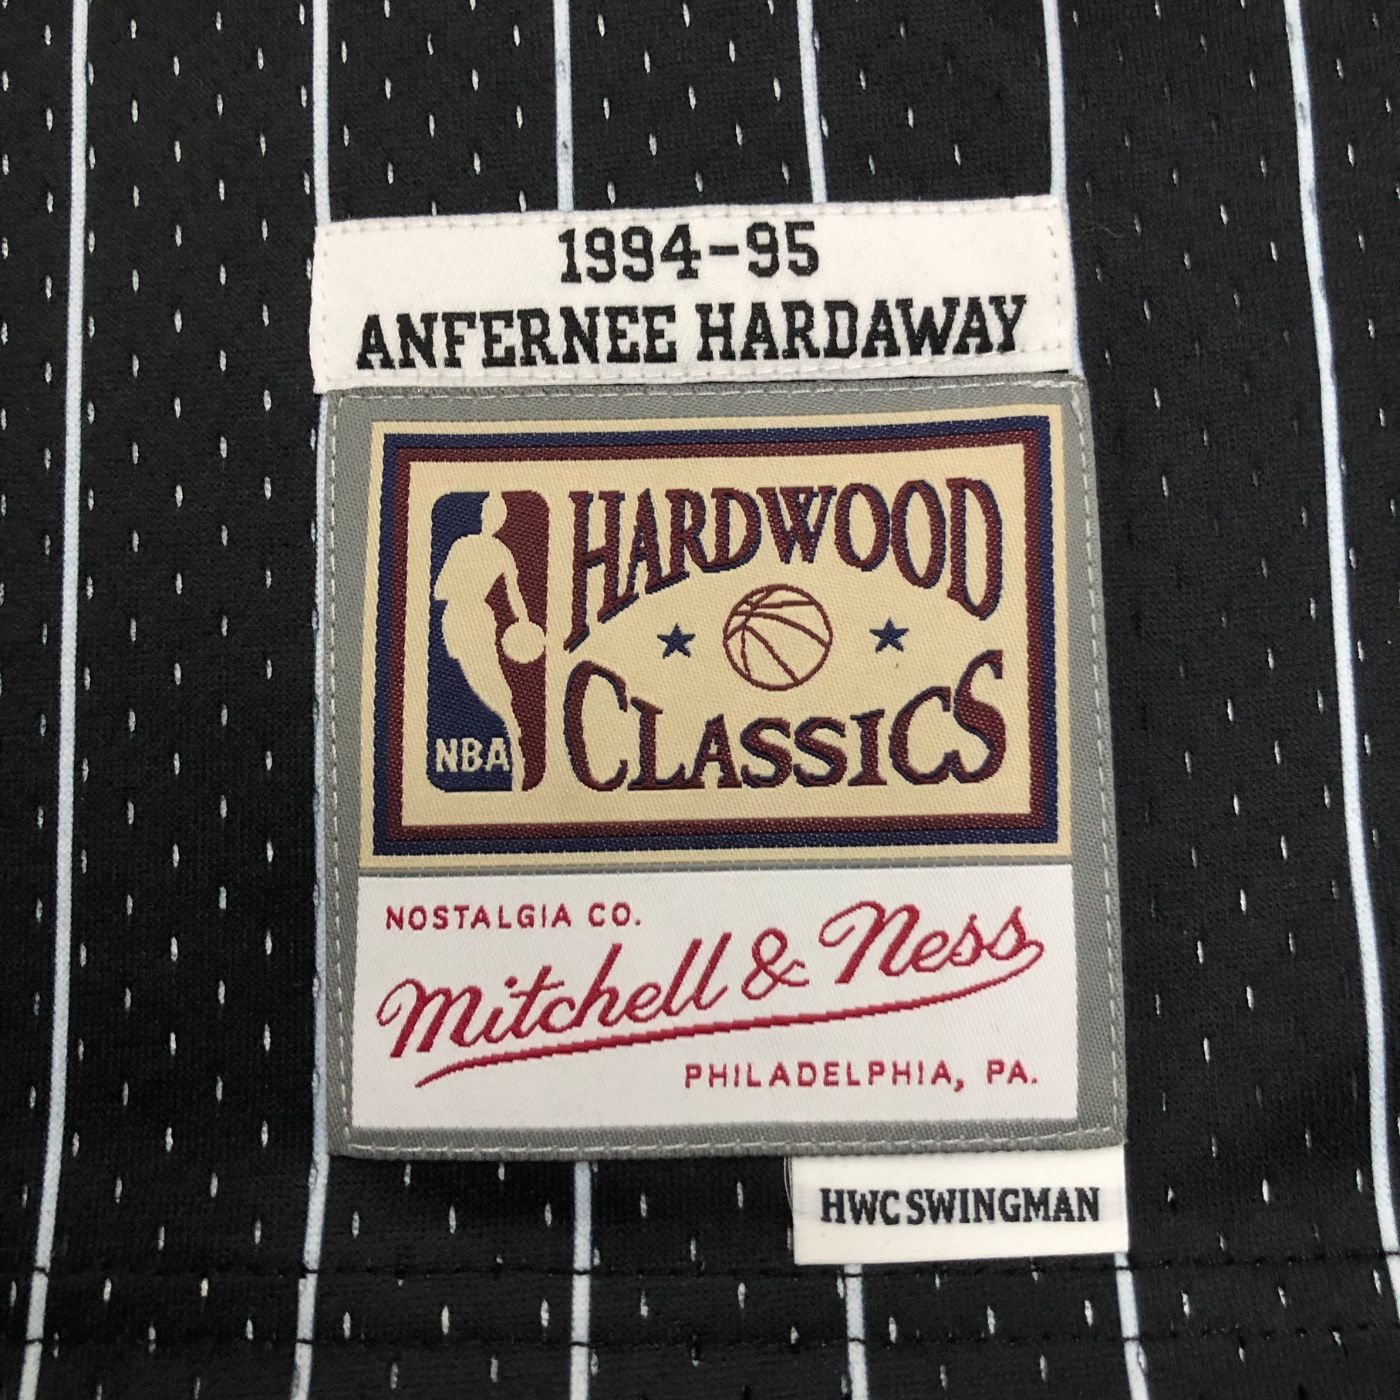 1994-95
ANFERNEE HARDAWAY
HARDWOOD
CLASSICS
NBA
NOSTALGIA CO.
Mitchell & Ness
PHILADELPHIA, PA.
HWC SWINGMAN